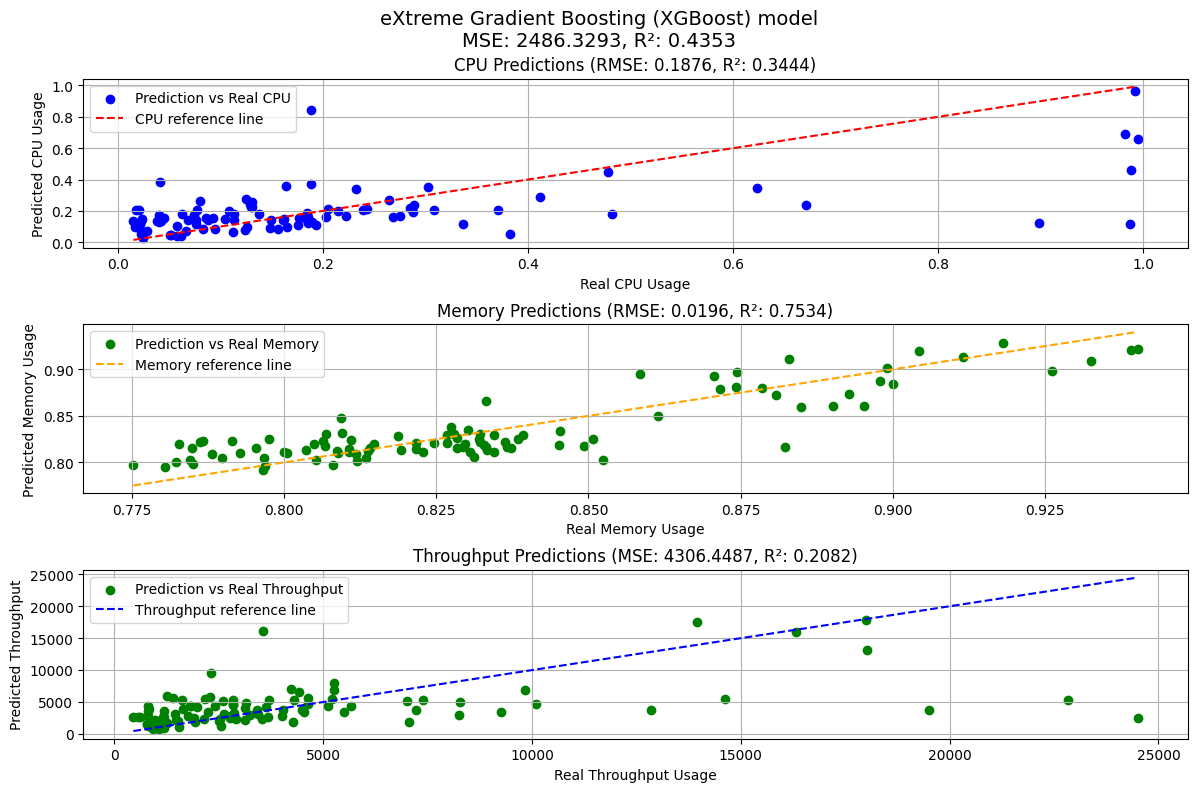 eXtreme Gradient Boosting (XGBoost) model
MSE: 2486.3293, R²: 0.4353
CPU Predictions (RMSE: 0.1876, R²: 0.3444)
Predicted CPU Usage
1.0
0.8
0.6
0.4
0.2
0.0
Prediction vs Real CPU
CPU reference line
0.0 0.2 0.4 0.6 0.8 1.0
Real CPU Usage
Memory Predictions (RMSE: 0.0196, R²: 0.7534)
Predicted Memory Usage
0.90
0.85
0.80
Prediction vs Real Memory
Memory reference line
0.775 0.800 0.825 0.850 0.875 0.900 0.925
Real Memory Usage
Throughput Predictions (MSE: 4306.4487, R²: 0.2082)
Predicted Throughput
25000
20000
15000
10000
5000
0
Prediction vs Real Throughput
Throughput reference line
0 5000 10000 15000 20000 25000
Real Throughput Usage